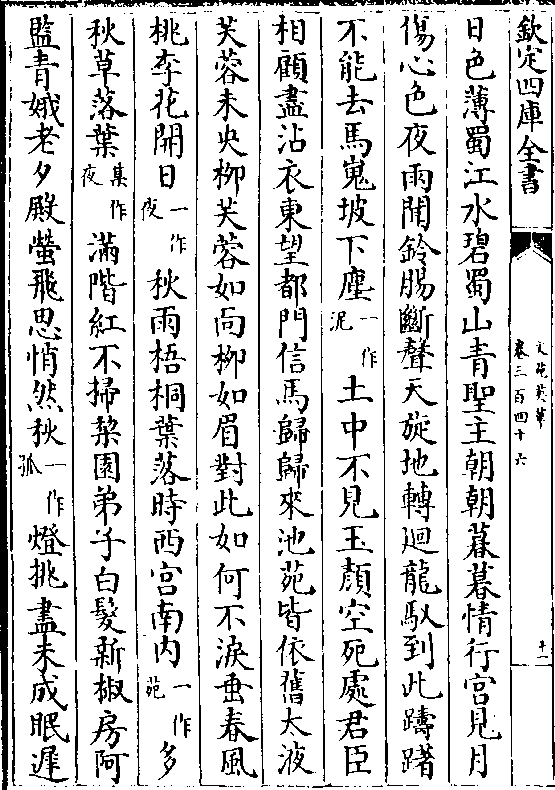 欽定四庫全書
文苑英華
卷三百四十六
十一
日色薄蜀江水碧蜀山青聖主朝朝暮暮情行宫見月
傷心色夜雨聞鈴腸斷聲天旋地轉迴龍馭到此躊躇
不能去馬嵬坡下塵一作泥土中不見玉顏空死處君臣
相顧盡沾衣東望都門信馬歸歸來池苑皆依舊太液
芙蓉未央柳芙蓉如面柳如眉對此如何不淚垂春風
桃李花開日一作夜秋雨梧桐葉落時西宫南内一作苑多
秋草落葉集作夜滿階紅不掃棃園弟子白髮新椒房阿
監青娥老夕殿螢飛思悄然秋一作孤燈挑盡未成眠遲